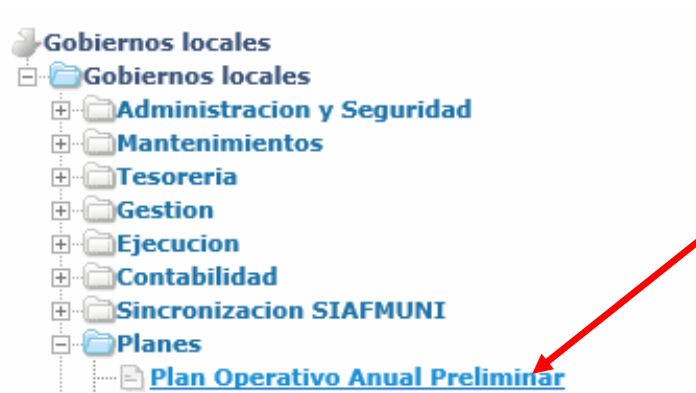 Gobiernos locales
Gobiernos locales
Administracion y Seguridad
Mantenimientos
Tesoreria
Gestion
Ejecucion
Contabilidad
Sincronizacion SIAFMUNI
Planes
Plan Operativo Anual Preliminar